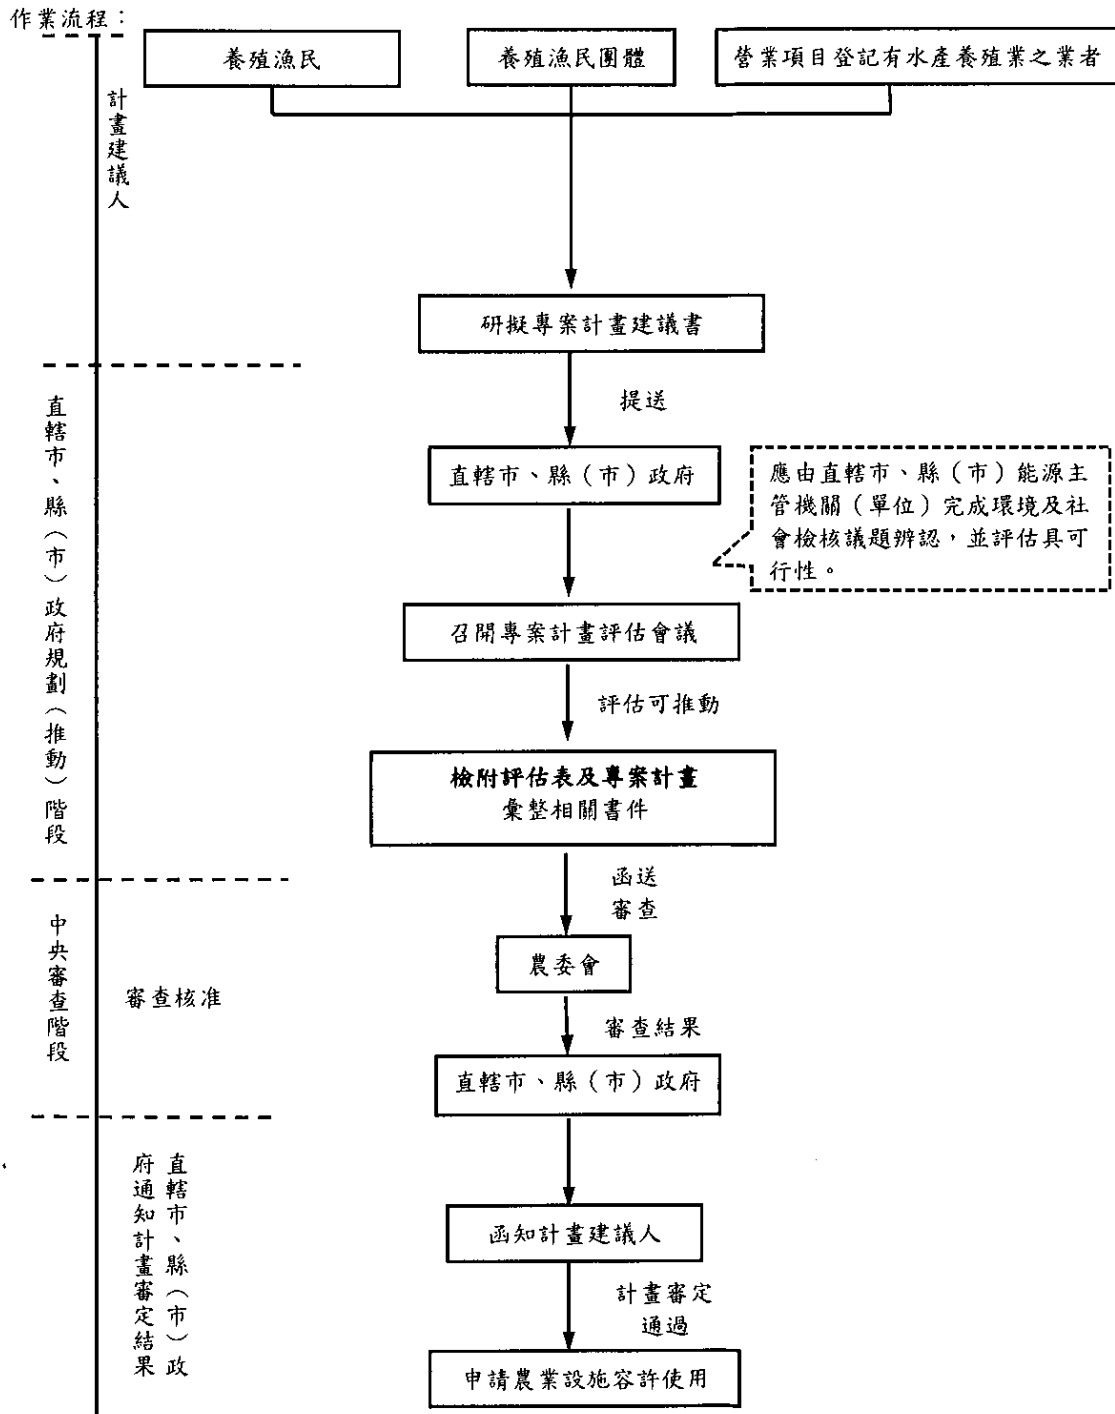 作業流程：
養殖漁民
養殖漁民團體
營業項目登記有水產養殖業之業者
計畫建議人
研擬專案計畫建議書
提送
直轄市、縣（市）政府規劃（推動）階段
直轄市、縣（市）政府
應由直轄市、縣（市）能源主
管機關（單位）完成環境及社
會檢核議題辨認，並評估具可
行性。
召開專案計畫評估會議
評估可推動
檢附評估表及專案計畫
彙整相關書件
函送
審查
中央審查階段
審查核准
農委會
審查結果
直轄市、縣（市）政府
直轄市、縣（市）政
府通知計畫審定結果
函知計畫建議人
計畫審定
通過
申請農業設施容許使用